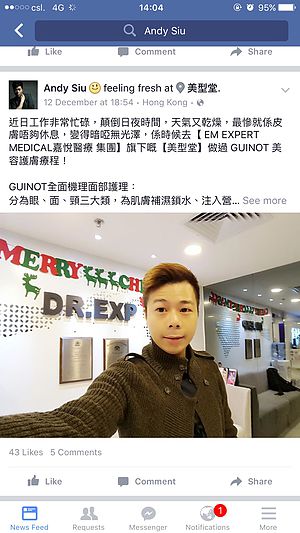 csl. 4G 14:04 95%
Andy Siu
Like Comment Share
Andy Siu feeling fresh at 美型堂.
12 December at 18:54 · Hong Kong ·
近日工作非常忙碌，顛倒日夜時間，天氣又乾燥，最慘就係皮
膚唔夠休息，變得暗啞無光澤，係時候去【 EM EXPERT
MEDICAL嘉悅醫療 集團】旗下嘅【美型堂】做過 GUINOT 美
容護膚療程！
GUINOT全面機理面部護理：
分為眼、面、頸三大類，為肌膚補濕鎖水、注入營... See more
MERRY CH
DR.EXP
43 Likes 5 Comments
Like Comment Share
News Feed
Requests
Messenger
1
Notifications
More